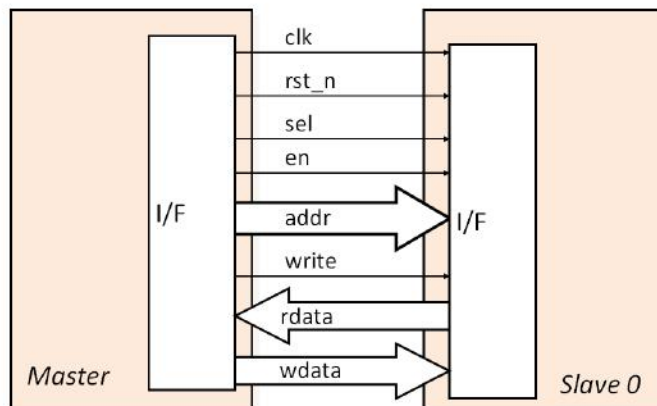 clk
rst_n
sel
en
I/F
addr
I/F
write
rdata
wdata
Master
Slave 0